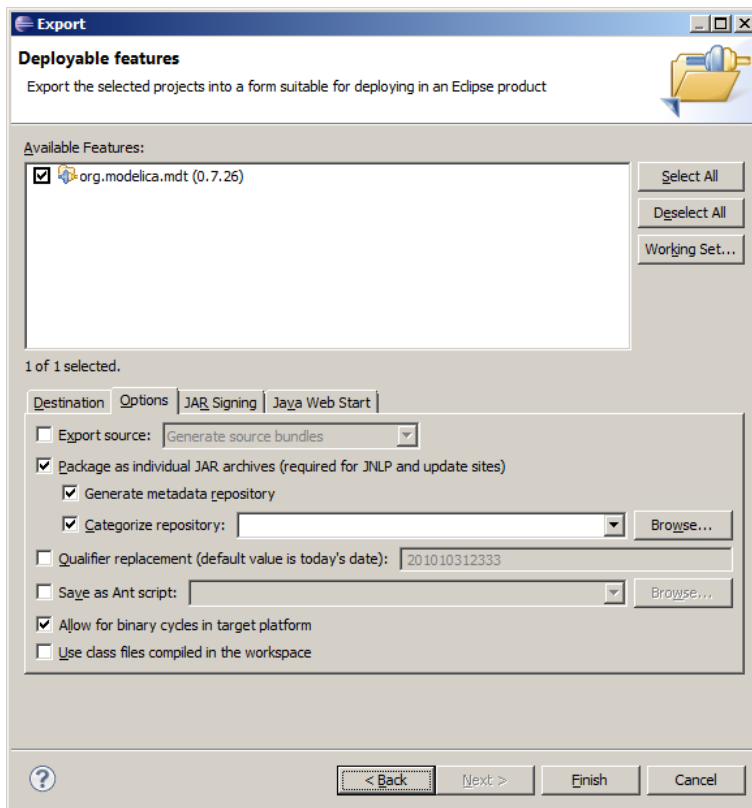 Export
Deployable features
Export the selected projects into a form suitable for deploying in an Eclipse product
Available Features:
org.modelica.mdt (0.7.26)
Select All
Deselect All
Working Set...
1 of 1 selected.
Destination Options JAR Signing Java Web Start
Export source: Generate source bundles
Package as individual JAR archives (required for JNLP and update sites)
Generate metadata repository
Categorize repository: Browse...
Qualifier replacement (default value is today's date): 201010312333
Save as Ant script: Browse...
Allow for binary cycles in target platform
Use class files compiled in the workspace
? < Back Next > Finish Cancel